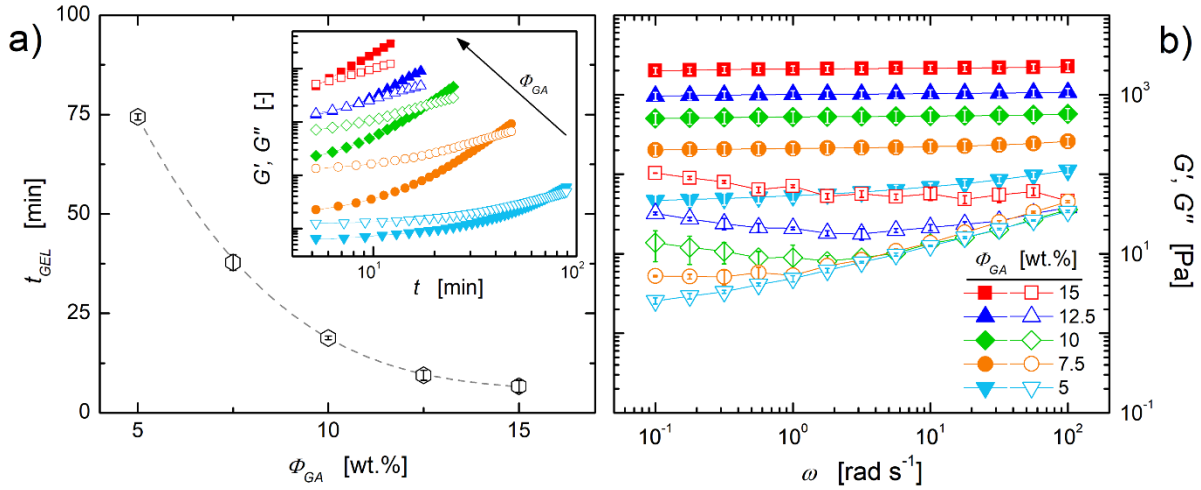 a)
100
75
50
25
0
t_GEL [min]
5
10
15
Φ_GA [wt.%]
G', G'' [-]
Φ_GA
10¹
10²
t [min]
b)
10³
10¹
10⁻¹
G', G'' [Pa]
10⁻¹
10⁰
10¹
10²
ω [rad s⁻¹]
Φ_GA [wt.%]
15
12.5
10
7.5
5